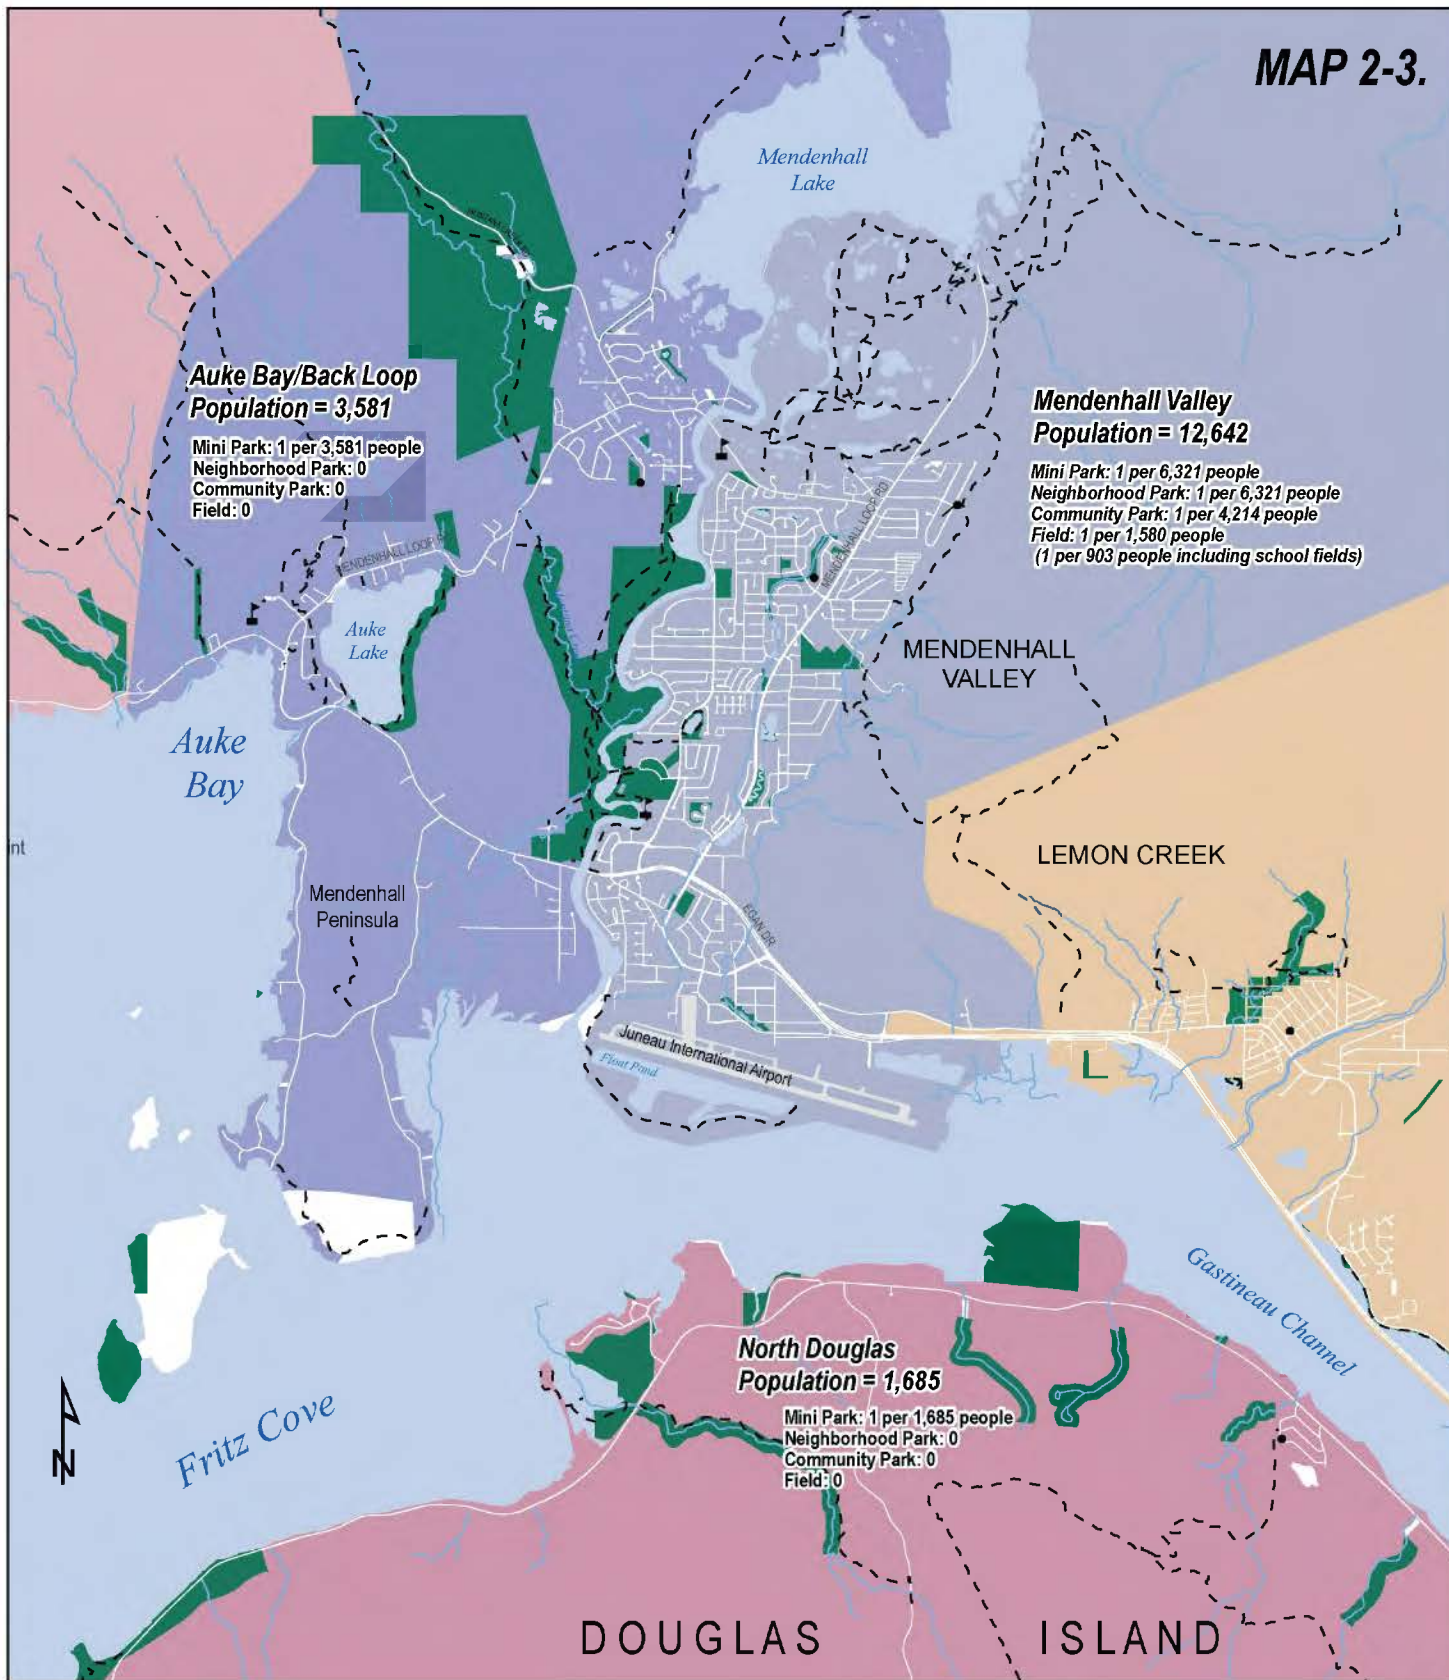 MAP 2-3.
Mendenhall
Lake
Auke Bay/Back Loop
Population = 3,581
Mini Park: 1 per 3,581 people
Neighborhood Park: 0
Community Park: 0
Field: 0
Mendenhall Valley
Population = 12,642
Mini Park: 1 per 6,321 people
Neighborhood Park: 1 per 6,321 people
Community Park: 1 per 4,214 people
Field: 1 per 1,580 people
(1 per 903 people including school fields)
MENDENHALL LOOP RD
MENDENHALL LOOP RD
Auke
Lake
MENDENHALL
VALLEY
Auke
Bay
int
LEMON CREEK
Mendenhall
Peninsula
EGAN DR
Juneau International Airport
Float Pond
Gastineau Channel
North Douglas
Population = 1,685
Mini Park: 1 per 1,685 people
Neighborhood Park: 0
Community Park: 0
Field: 0
Fritz Cove
N
DOUGLAS ISLAND